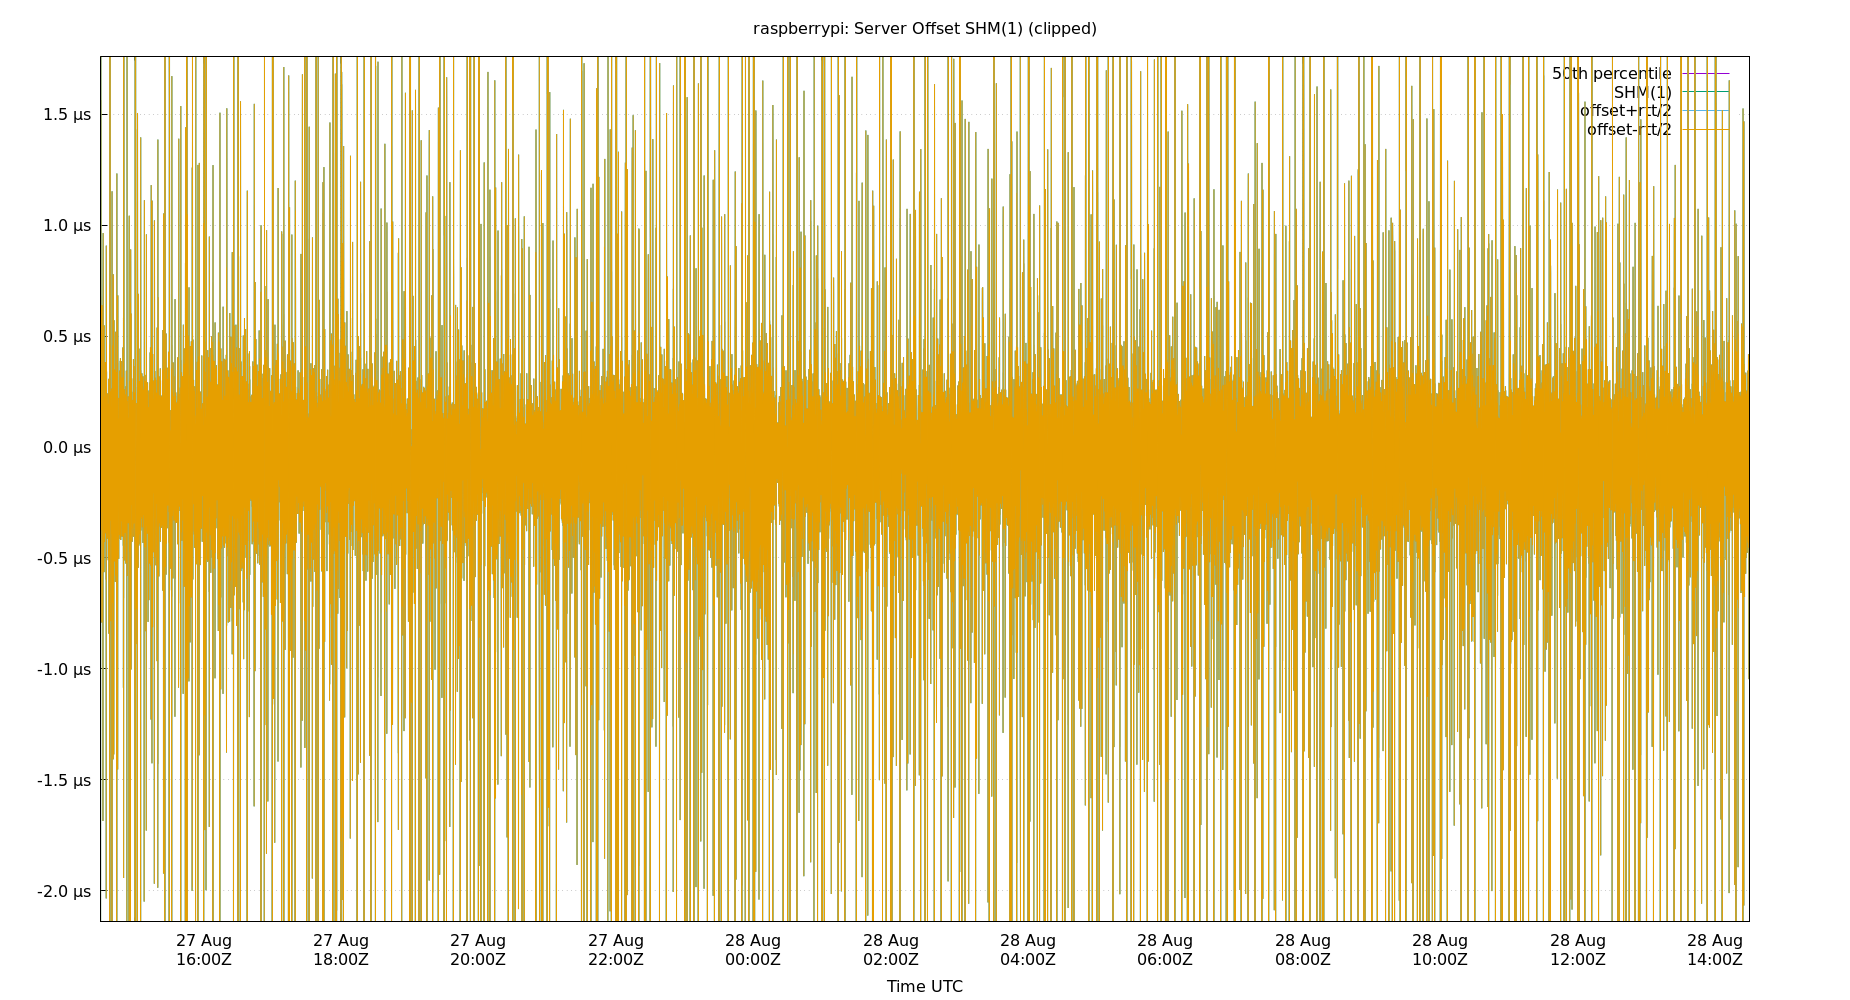 raspberrypi: Server Offset SHM(1) (clipped)
50th percentile
SHM(1)
offset+rtt/2
offset-rtt/2
1.5 µs
1.0 µs
0.5 µs
0.0 µs
-0.5 µs
-1.0 µs
-1.5 µs
-2.0 µs
27 Aug 27 Aug 27 Aug 27 Aug 28 Aug 28 Aug 28 Aug 28 Aug 28 Aug 28 Aug 28 Aug 28 Aug
16:00Z 18:00Z 20:00Z 22:00Z 00:00Z 02:00Z 04:00Z 06:00Z 08:00Z 10:00Z 12:00Z 14:00Z
Time UTC